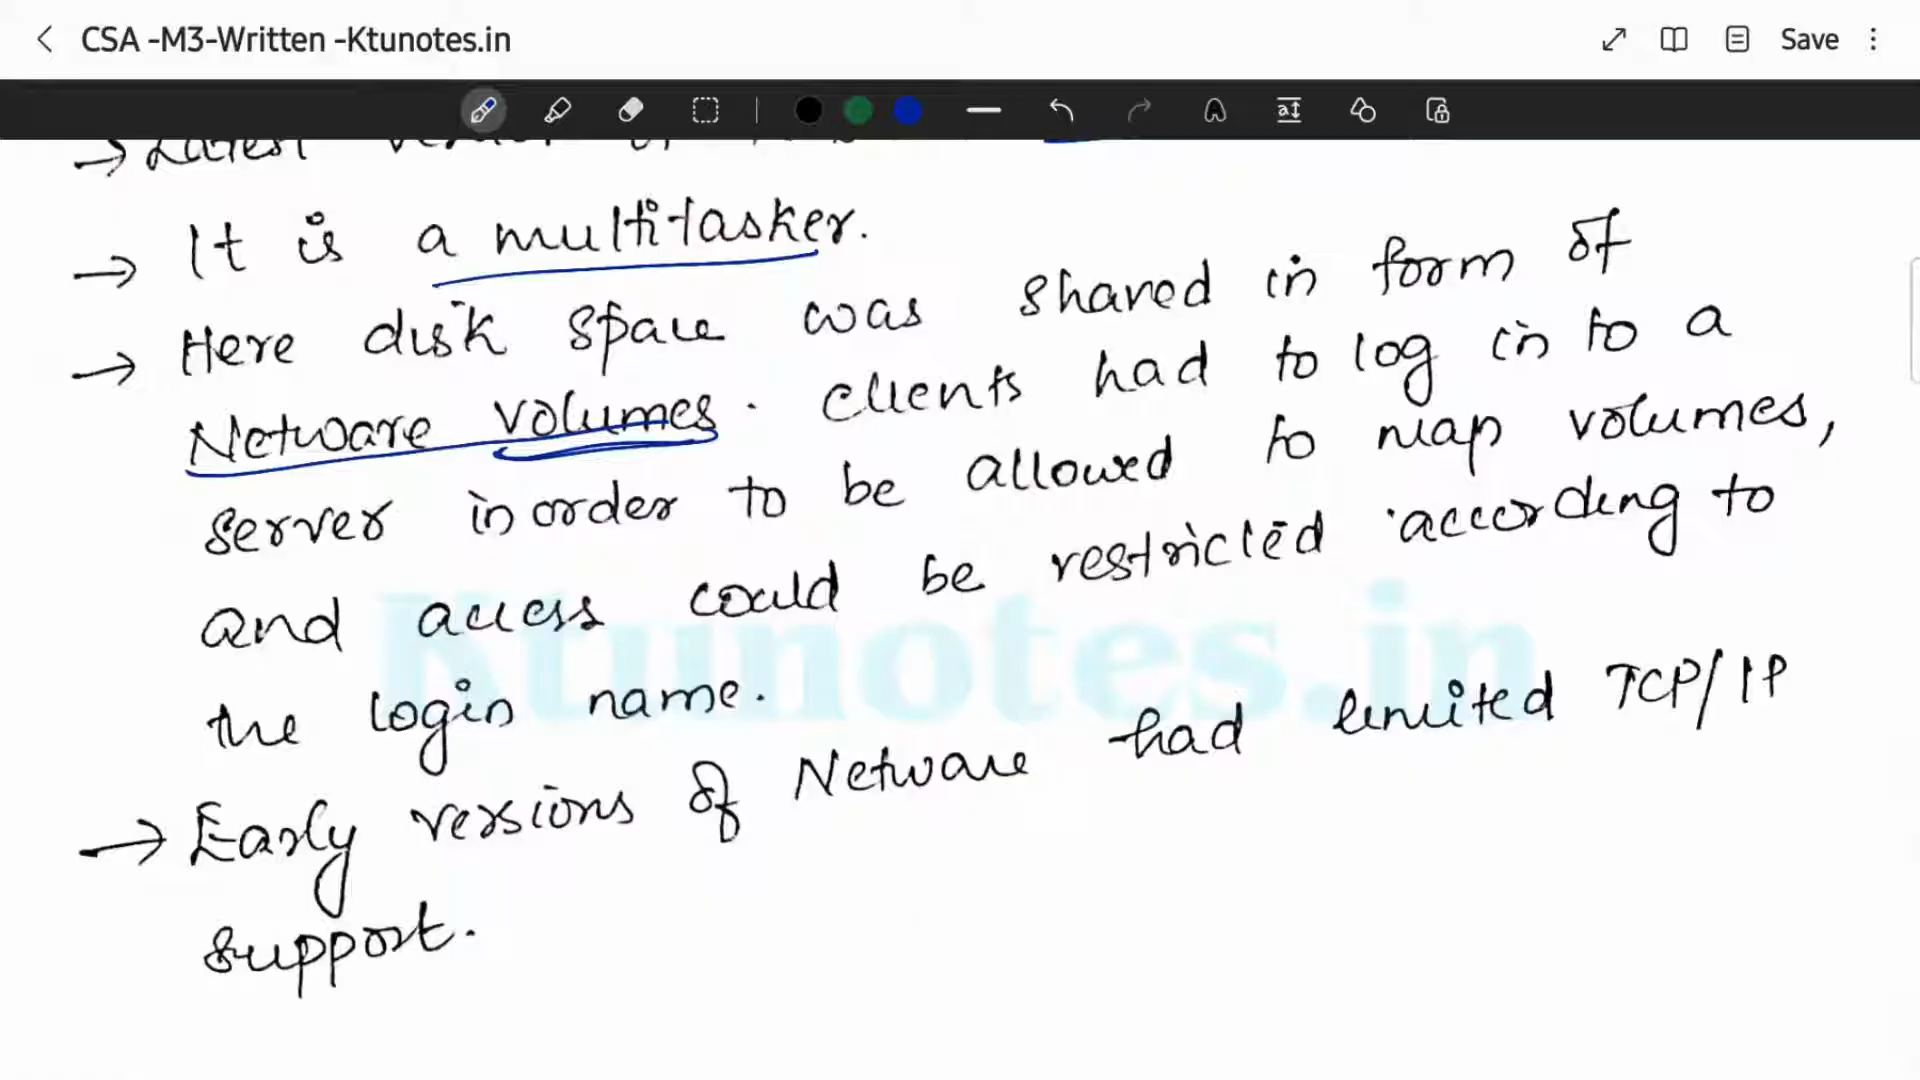 CSA -M3-Written -Ktunotes.in
Save
→ Latest
→ It is a multitasker.
→ Here disk space was shared in form of
Netware volumes. clients had to log in to a
server inorder to be allowed to map volumes,
and access could be restricted according to
the login name.
→ Early versions of Netware had limited TCP/IP
support.
Ktunotes.in